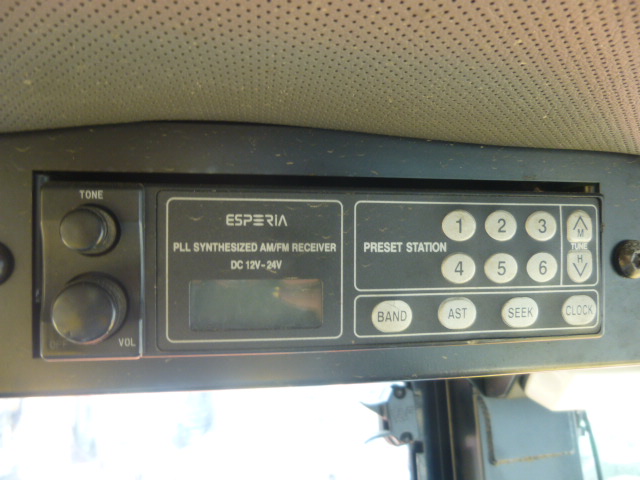 TONE
VOL
ESPERIA
PLL SYNTHESIZED AM/FM RECEIVER
DC 12V-24V
PRESET STATION
1 2 3
4 5 6
M
TUNE
H
BAND AST SEEK CLOCK